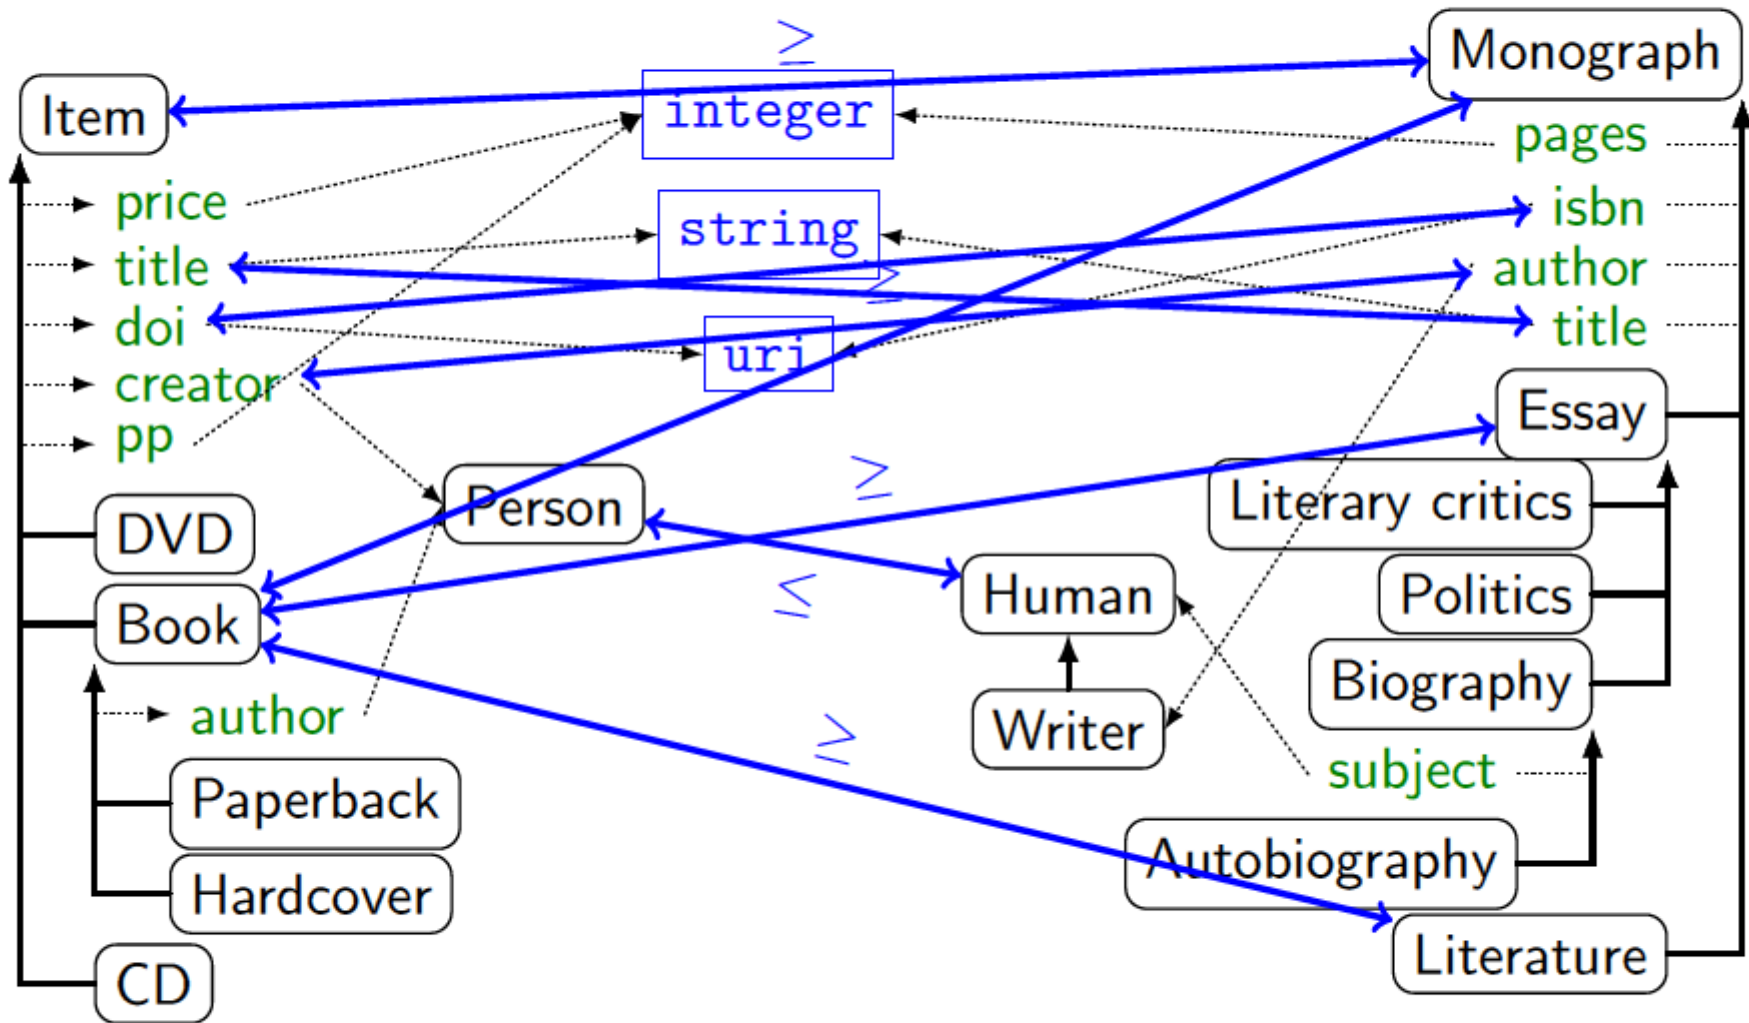 ≥
Monograph
Item
integer
pages
price
string
isbn
title
≥
author
doi
uri
title
creator
Essay
pp
≥
Person
Literary critics
DVD
≤
Human
Politics
Book
Biography
author
≥
Writer
subject
Paperback
Autobiography
Hardcover
Literature
CD